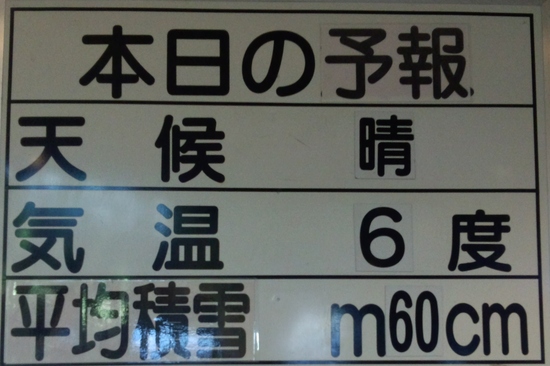 本日の予報
天候 晴
気温 6度
平均積雪 m60cm